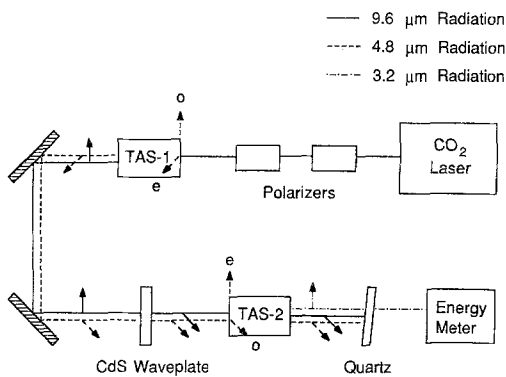 9.6 μm Radiation
4.8 μm Radiation
3.2 μm Radiation
o
TAS-1
e
Polarizers
CO2
Laser
e
TAS-2
o
Energy
Meter
CdS Waveplate
Quartz